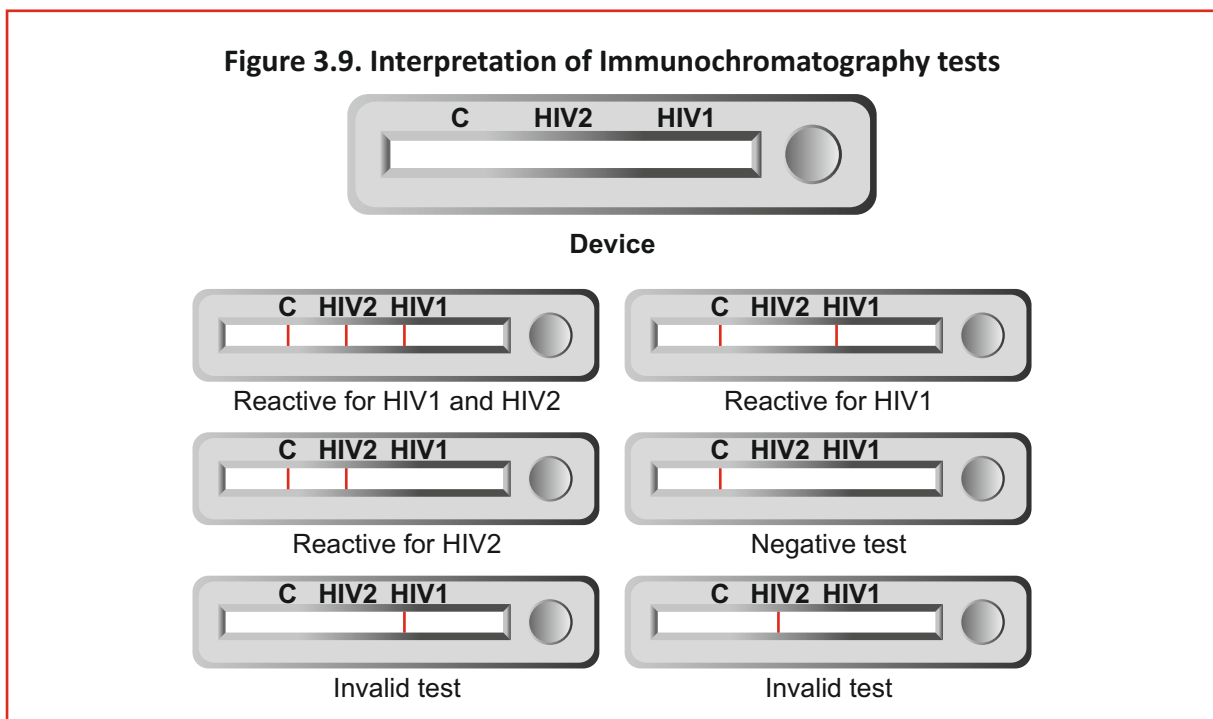 Figure 3.9. Interpretation of Immunochromatography tests
C HIV2 HIV1
Device
C HIV2 HIV1
Reactive for HIV1 and HIV2
C HIV2 HIV1
Reactive for HIV1
C HIV2 HIV1
Reactive for HIV2
C HIV2 HIV1
Negative test
C HIV2 HIV1
Invalid test
C HIV2 HIV1
Invalid test